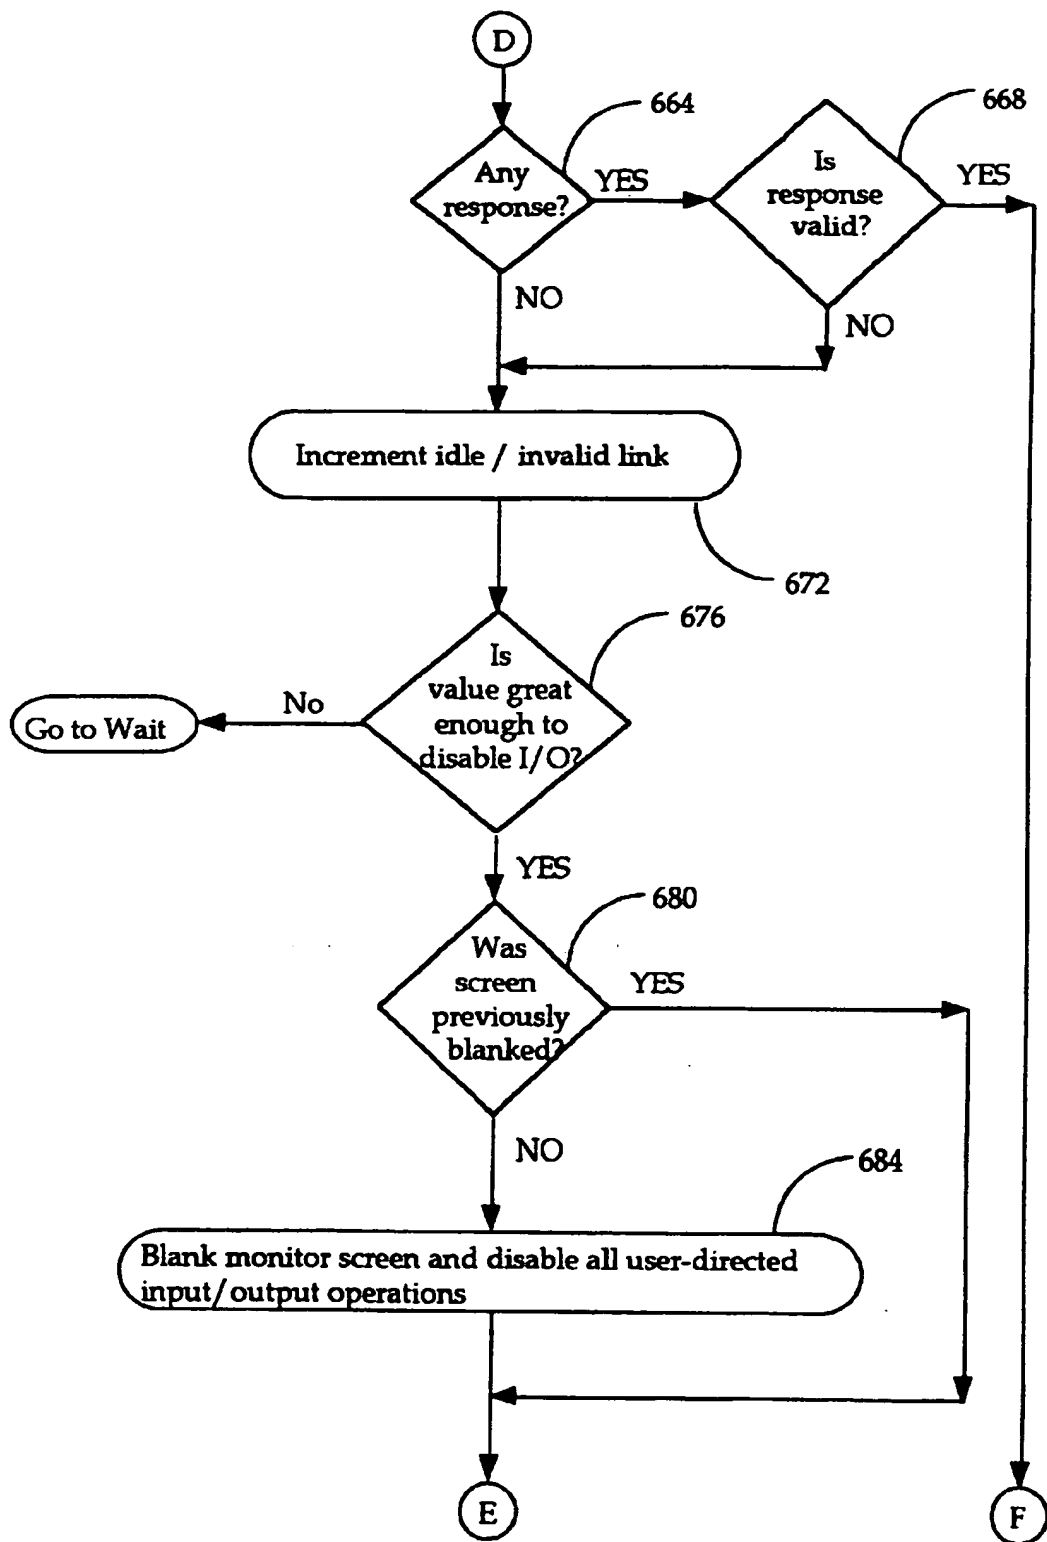 D
664
668
Any
response?
YES
Is
response
valid?
YES
NO
NO
Increment idle / invalid link
672
676
Is
value great
enough to
disable I/O?
No
Go to Wait
YES
680
Was
screen
previously
blanked?
YES
NO
684
Blank monitor screen and disable all user-directed
input/output operations
E
F